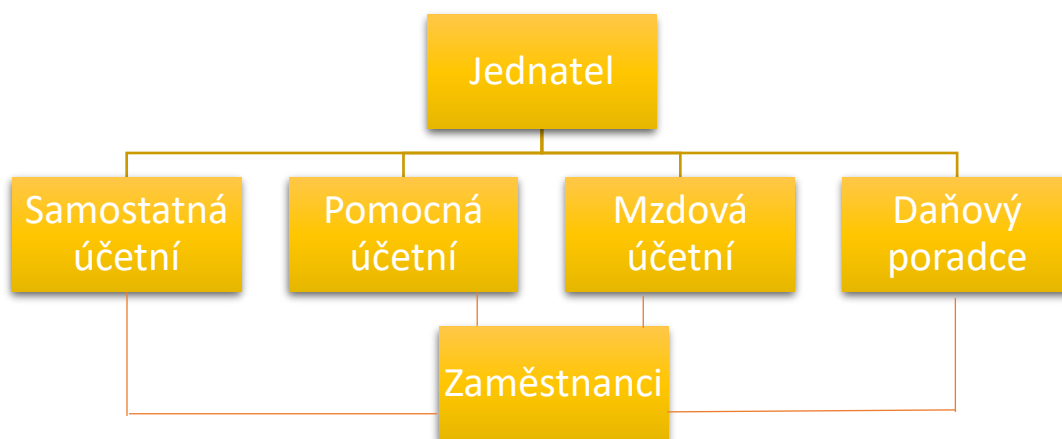 Jednatel
Samostatná
účetní
Pomocná
účetní
Mzdová
účetní
Daňový
poradce
Zaměstnanci